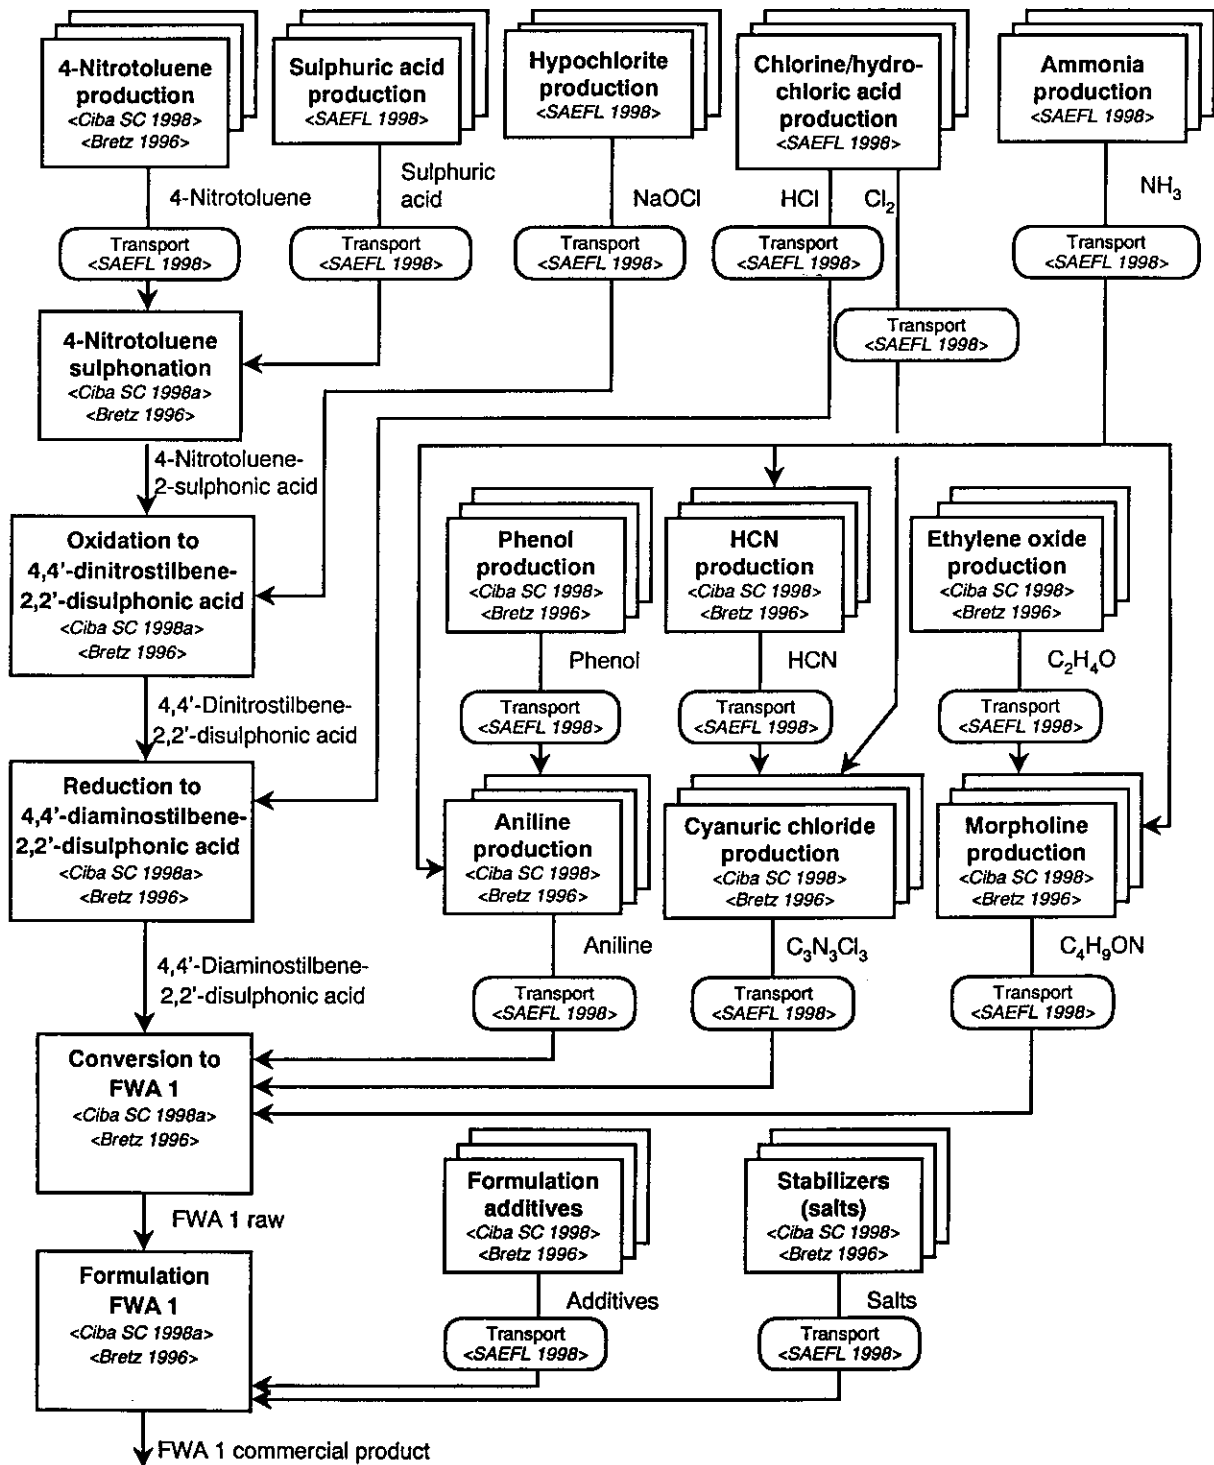 4-Nitrotoluene
production
<Ciba SC 1998>
<Bretz 1996>
Sulphuric acid
production
<SAEFL 1998>
Hypochlorite
production
<SAEFL 1998>
Chlorine/hydro-
chloric acid
production
<SAEFL 1998>
Ammonia
production
<SAEFL 1998>
4-Nitrotoluene
Sulphuric
acid
NaOCl
HCl
Cl₂
NH₃
Transport
<SAEFL 1998>
Transport
<SAEFL 1998>
Transport
<SAEFL 1998>
Transport
<SAEFL 1998>
Transport
<SAEFL 1998>
Transport
<SAEFL 1998>
4-Nitrotoluene
sulphonation
<Ciba SC 1998a>
<Bretz 1996>
4-Nitrotoluene-
2-sulphonic acid
Oxidation to
4,4'-dinitrostilbene-
2,2'-disulphonic acid
<Ciba SC 1998a>
<Bretz 1996>
Phenol
production
<Ciba SC 1998>
<Bretz 1996>
HCN
production
<Ciba SC 1998>
<Bretz 1996>
Ethylene oxide
production
<Ciba SC 1998>
<Bretz 1996>
Phenol
HCN
C₂H₄O
4,4'-Dinitrostilbene-
2,2'-disulphonic acid
Transport
<SAEFL 1998>
Transport
<SAEFL 1998>
Transport
<SAEFL 1998>
Reduction to
4,4'-diaminostilbene-
2,2'-disulphonic acid
<Ciba SC 1998a>
<Bretz 1996>
Aniline
production
<Ciba SC 1998>
<Bretz 1996>
Cyanuric chloride
production
<Ciba SC 1998>
<Bretz 1996>
Morpholine
production
<Ciba SC 1998>
<Bretz 1996>
Aniline
C₃N₃Cl₃
C₄H₉ON
4,4'-Diaminostilbene-
2,2'-disulphonic acid
Transport
<SAEFL 1998>
Transport
<SAEFL 1998>
Transport
<SAEFL 1998>
Conversion to
FWA 1
<Ciba SC 1998a>
<Bretz 1996>
Formulation
additives
<Ciba SC 1998>
<Bretz 1996>
Stabilizers
(salts)
<Ciba SC 1998>
<Bretz 1996>
FWA 1 raw
Formulation
FWA 1
<Ciba SC 1998a>
<Bretz 1996>
Additives
Salts
Transport
<SAEFL 1998>
Transport
<SAEFL 1998>
FWA 1 commercial product